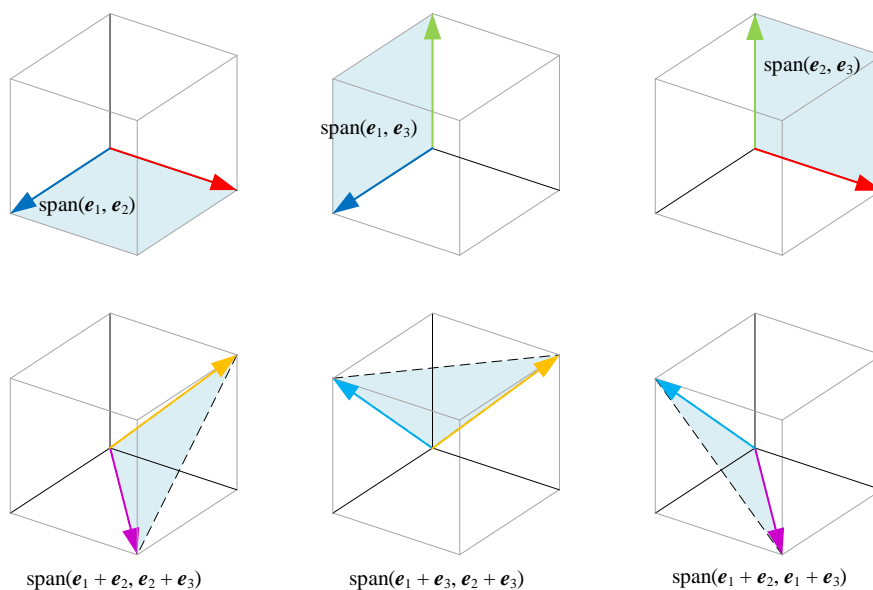 span(e₂, e₃)
span(e₁, e₃)
span(e₁, e₂)
span(e₁ + e₂, e₂ + e₃)
span(e₁ + e₃, e₂ + e₃)
span(e₁ + e₂, e₁ + e₃)